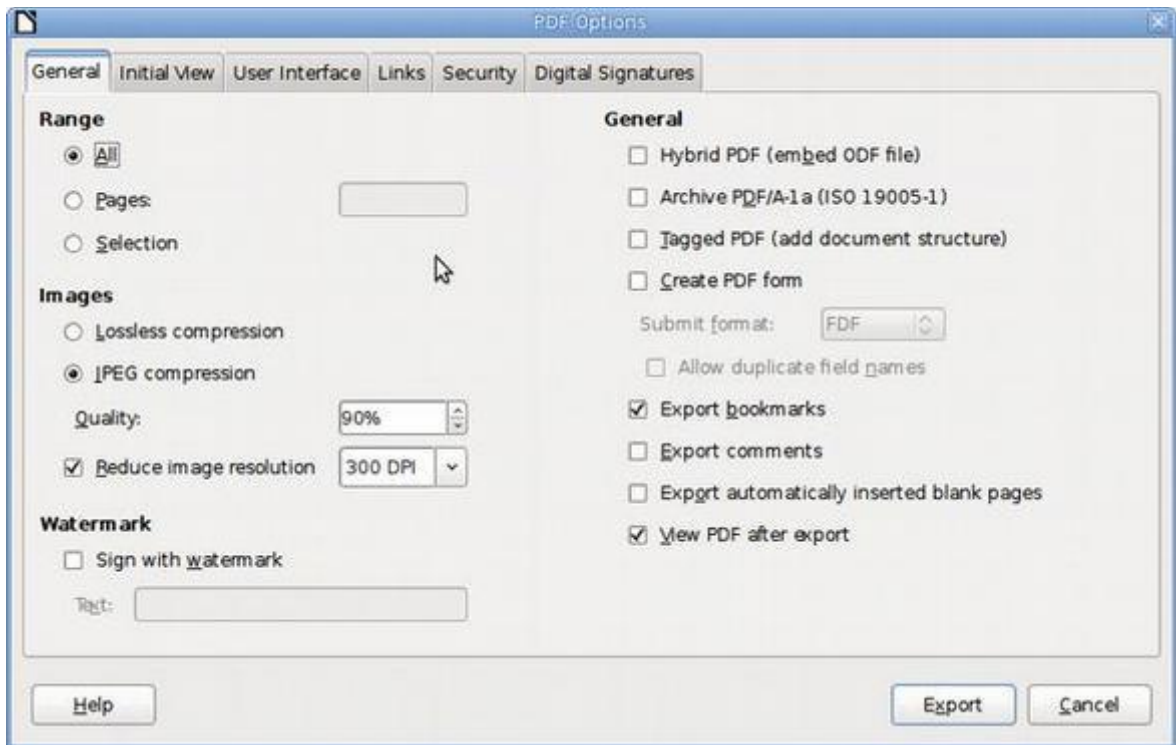 PDF Options
General Initial View User Interface Links Security Digital Signatures
Range
All
Pages:
Selection
Images
Lossless compression
JPEG compression
Quality: 90%
Reduce image resolution 300 DPI
Watermark
Sign with watermark
Text:
General
Hybrid PDF (embed ODF file)
Archive PDF/A-1a (ISO 19005-1)
Tagged PDF (add document structure)
Create PDF form
Submit format: FDF
Allow duplicate field names
Export bookmarks
Export comments
Export automatically inserted blank pages
View PDF after export
Help Export Cancel